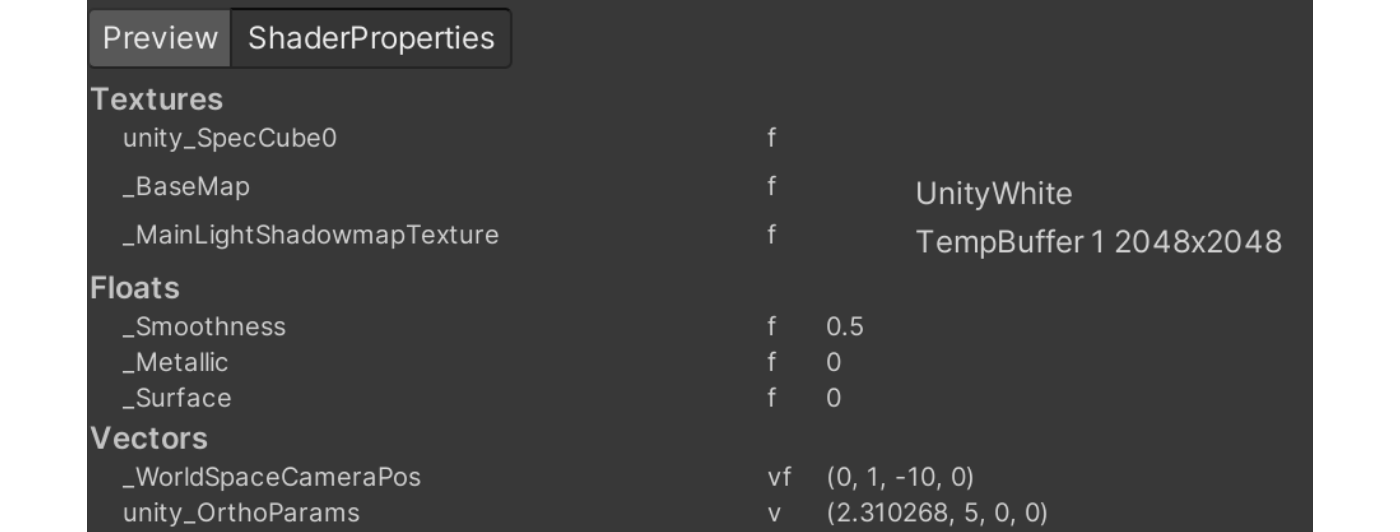 Preview ShaderProperties
Textures
unity_SpecCube0 f
_BaseMap f UnityWhite
_MainLightShadowmapTexture f TempBuffer 1 2048x2048
Floats
_Smoothness f 0.5
_Metallic f 0
_Surface f 0
Vectors
_WorldSpaceCameraPos vf (0, 1, -10, 0)
unity_OrthoParams v (2.310268, 5, 0, 0)